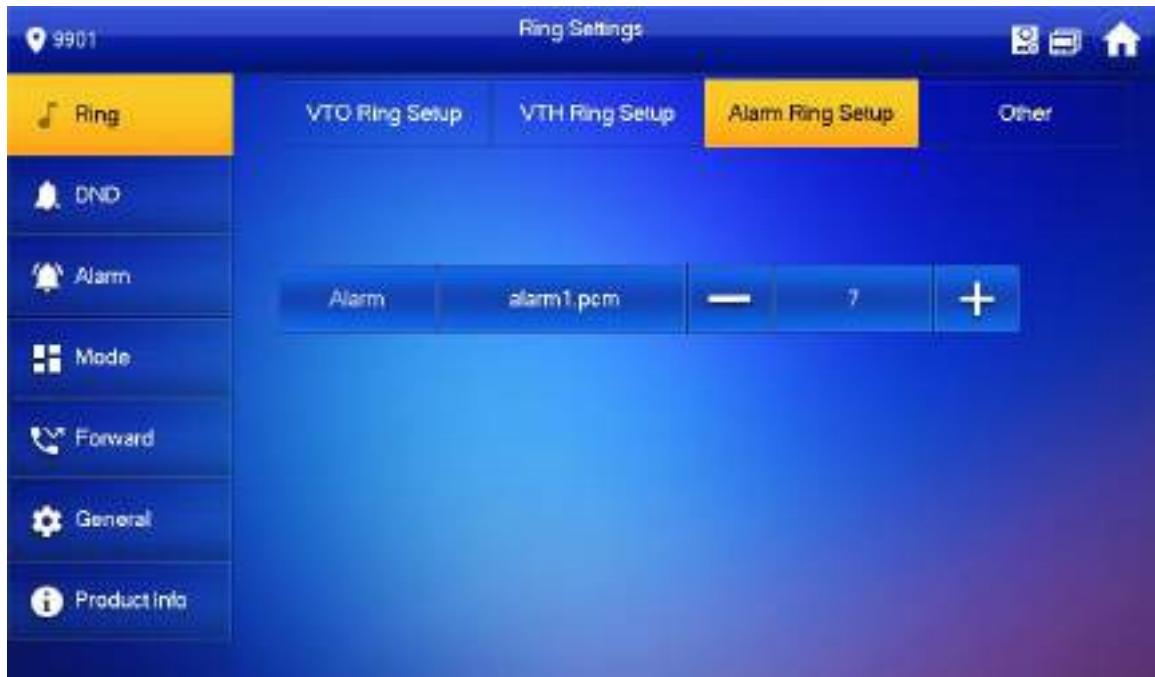 9901
Ring Settings
Ring
VTO Ring Setup
VTH Ring Setup
Alarm Ring Setup
Other
DND
Alarm
Alarm
alarm1.pcm
7
Mode
Forward
General
Product Info